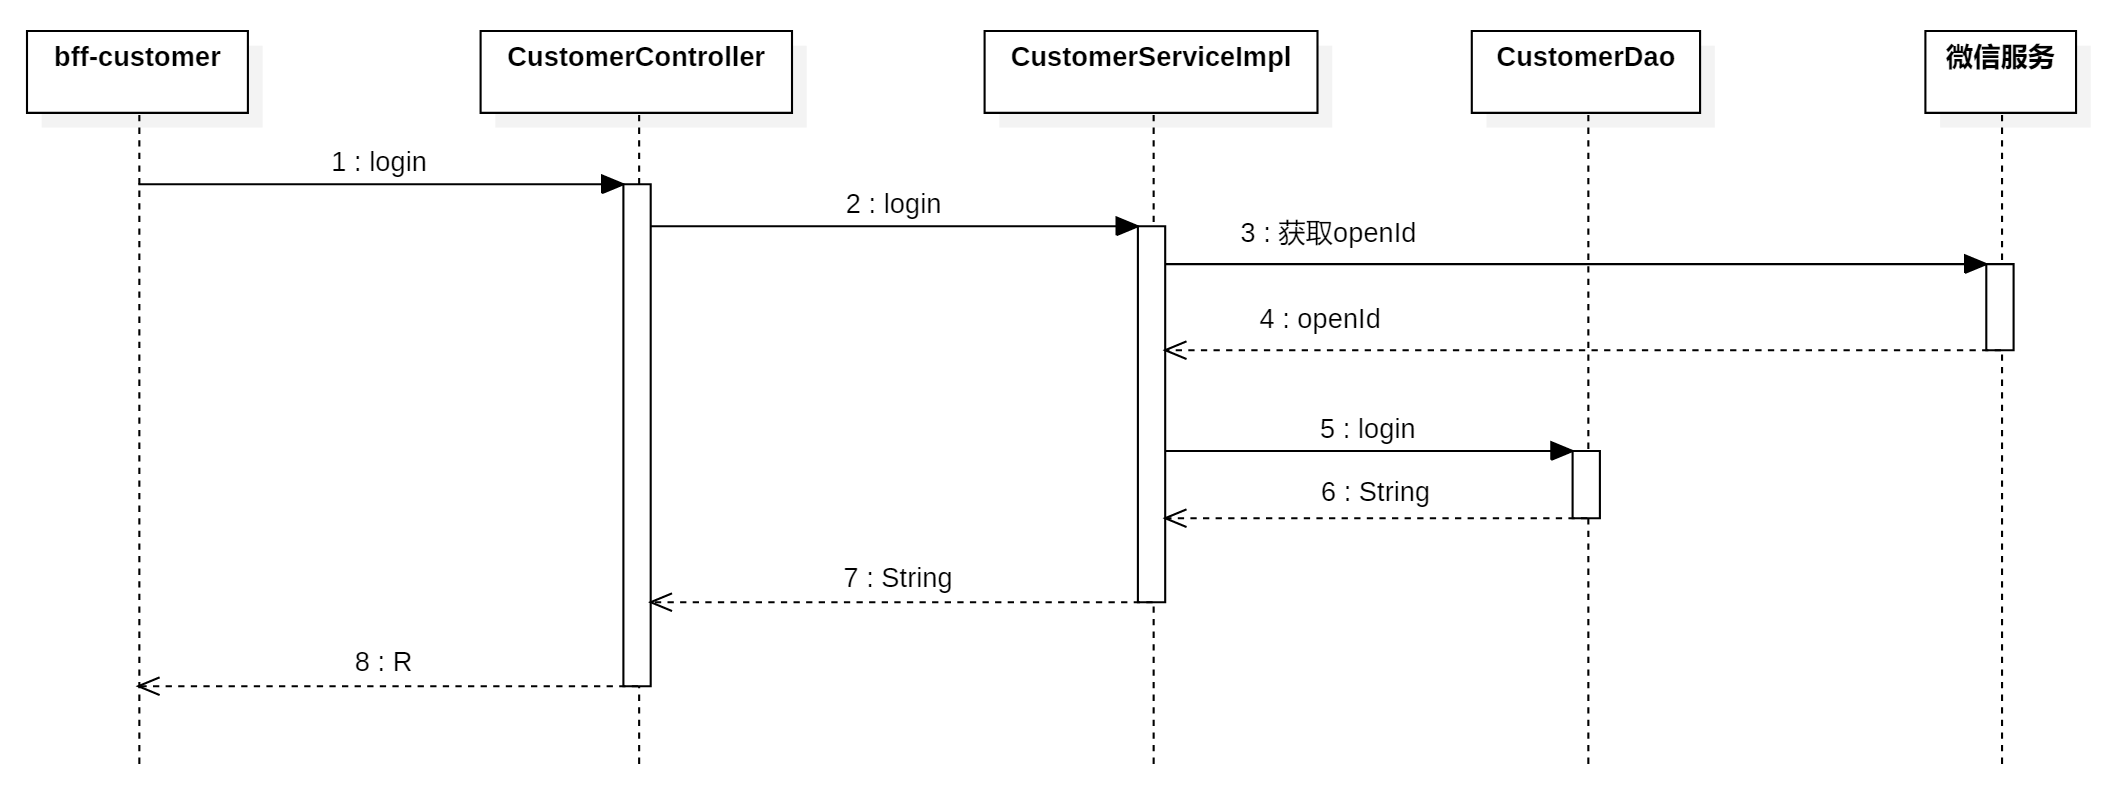 bff-customer
CustomerController
CustomerServiceImpl
CustomerDao
微信服务
1 : login
2 : login
3 : 获取openId
4 : openId
5 : login
6 : String
7 : String
8 : R